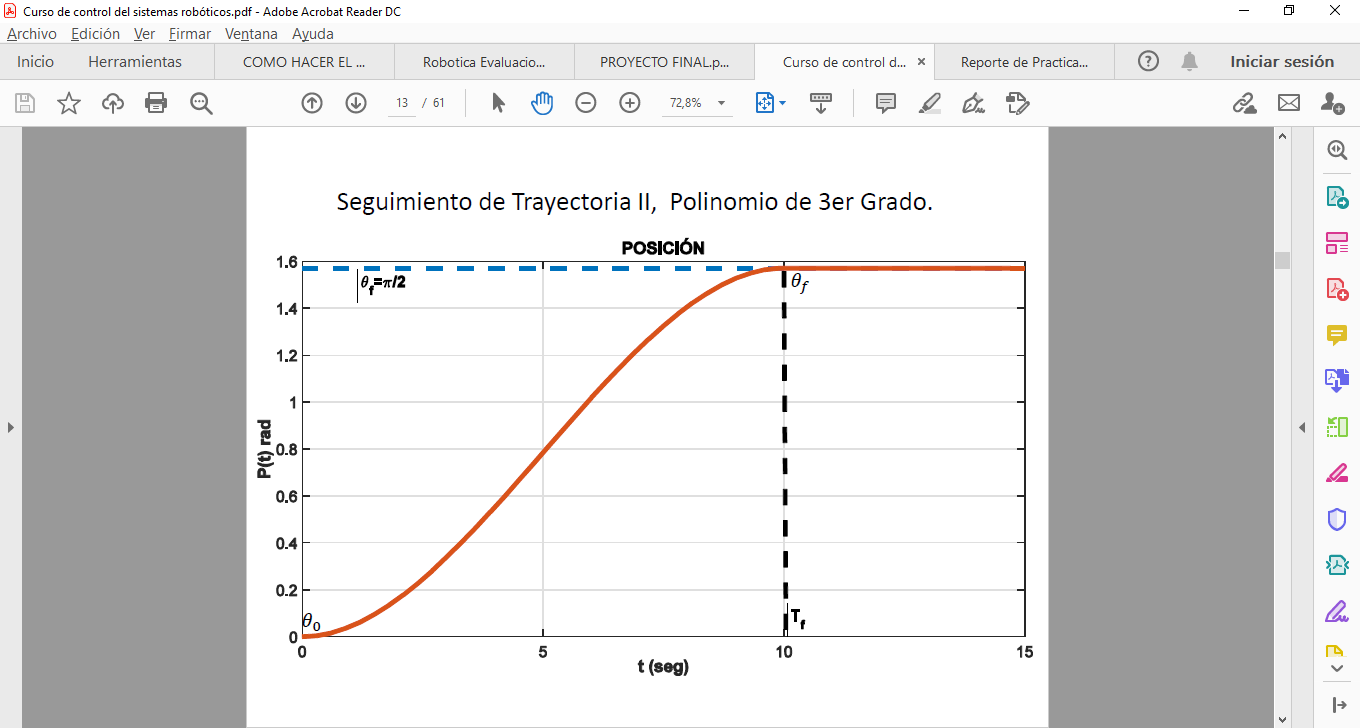 Curso de control del sistemas robóticos.pdf - Adobe Acrobat Reader DC
Archivo Edición Ver Firmar Ventana Ayuda
Inicio Herramientas COMO HACER EL ... Robotica Evaluacio... PROYECTO FINAL.p... Curso de control d... × Reporte de Practica... Iniciar sesión
13 / 61 72,8%
Seguimiento de Trayectoria II, Polinomio de 3er Grado.
POSICIÓN
1.6
θf=π/2
θf
1.4
1.2
1
0.8
0.6
0.4
0.2
0
P(t) rad
θ0
Tf
0 5 10 15
t (seg)